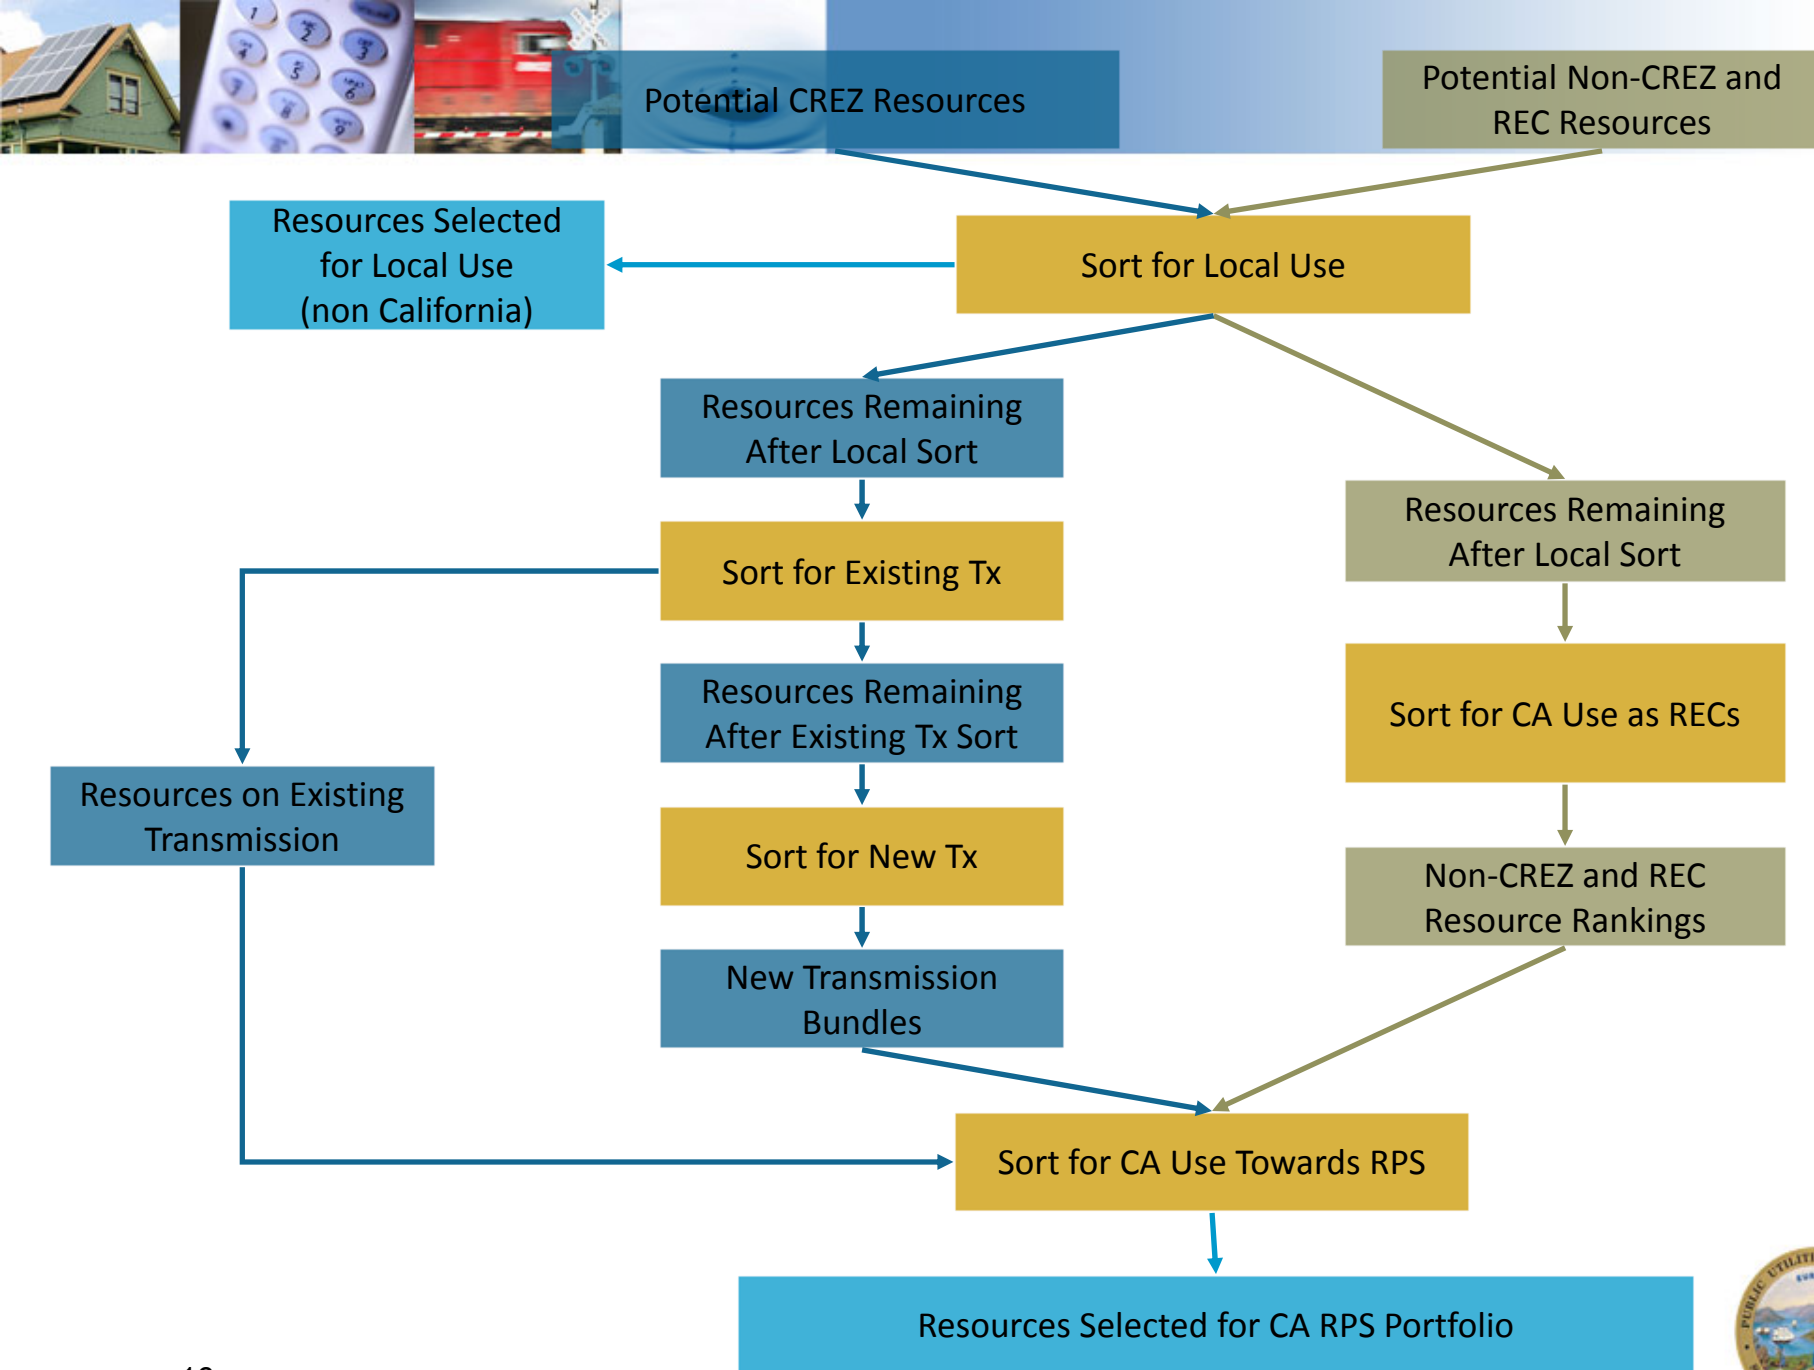 Potential CREZ Resources
Potential Non-CREZ and
REC Resources
Resources Selected
for Local Use
(non California)
Sort for Local Use
Resources Remaining
After Local Sort
Resources Remaining
After Local Sort
Sort for Existing Tx
Resources Remaining
After Existing Tx Sort
Sort for CA Use as RECs
Resources on Existing
Transmission
Sort for New Tx
Non-CREZ and REC
Resource Rankings
New Transmission
Bundles
Sort for CA Use Towards RPS
Resources Selected for CA RPS Portfolio